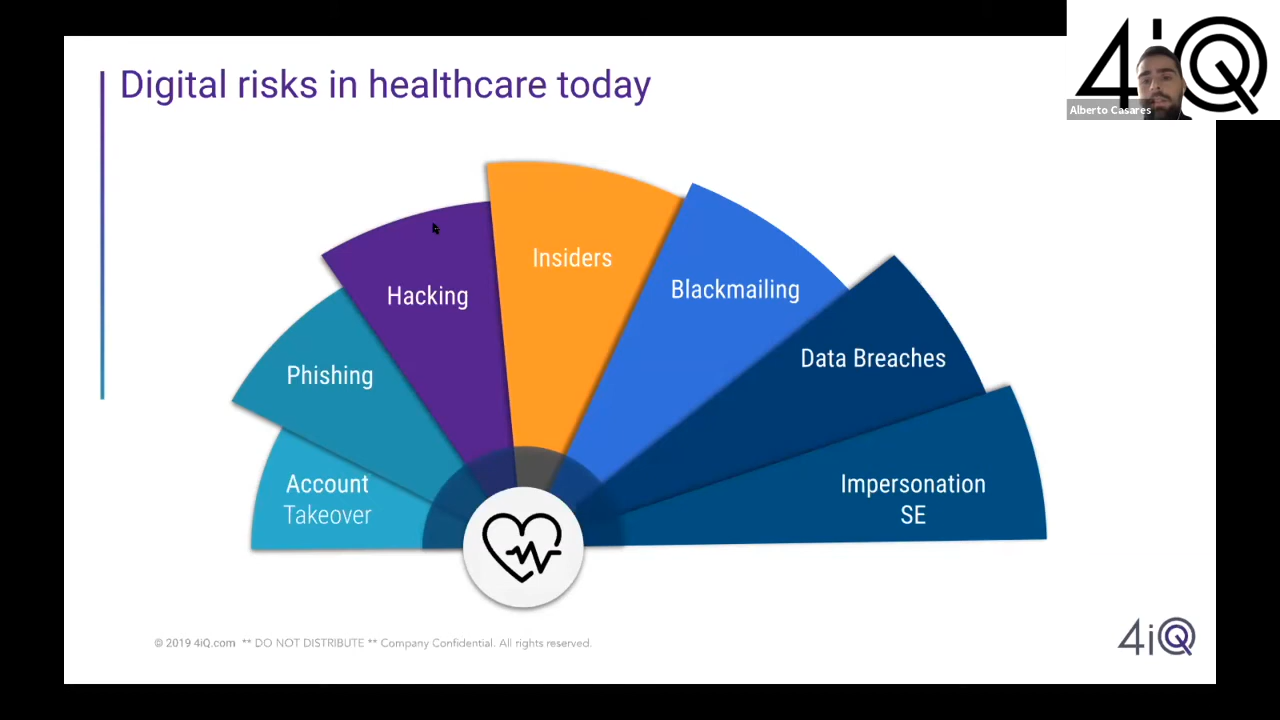 Digital risks in healthcare today
4iQ
Alberto Casares
Insiders
Blackmailing
Hacking
Data Breaches
Phishing
Account
Takeover
Impersonation
SE
© 2019 4iQ.com ** DO NOT DISTRIBUTE ** Company Confidential. All rights reserved.
4iQ